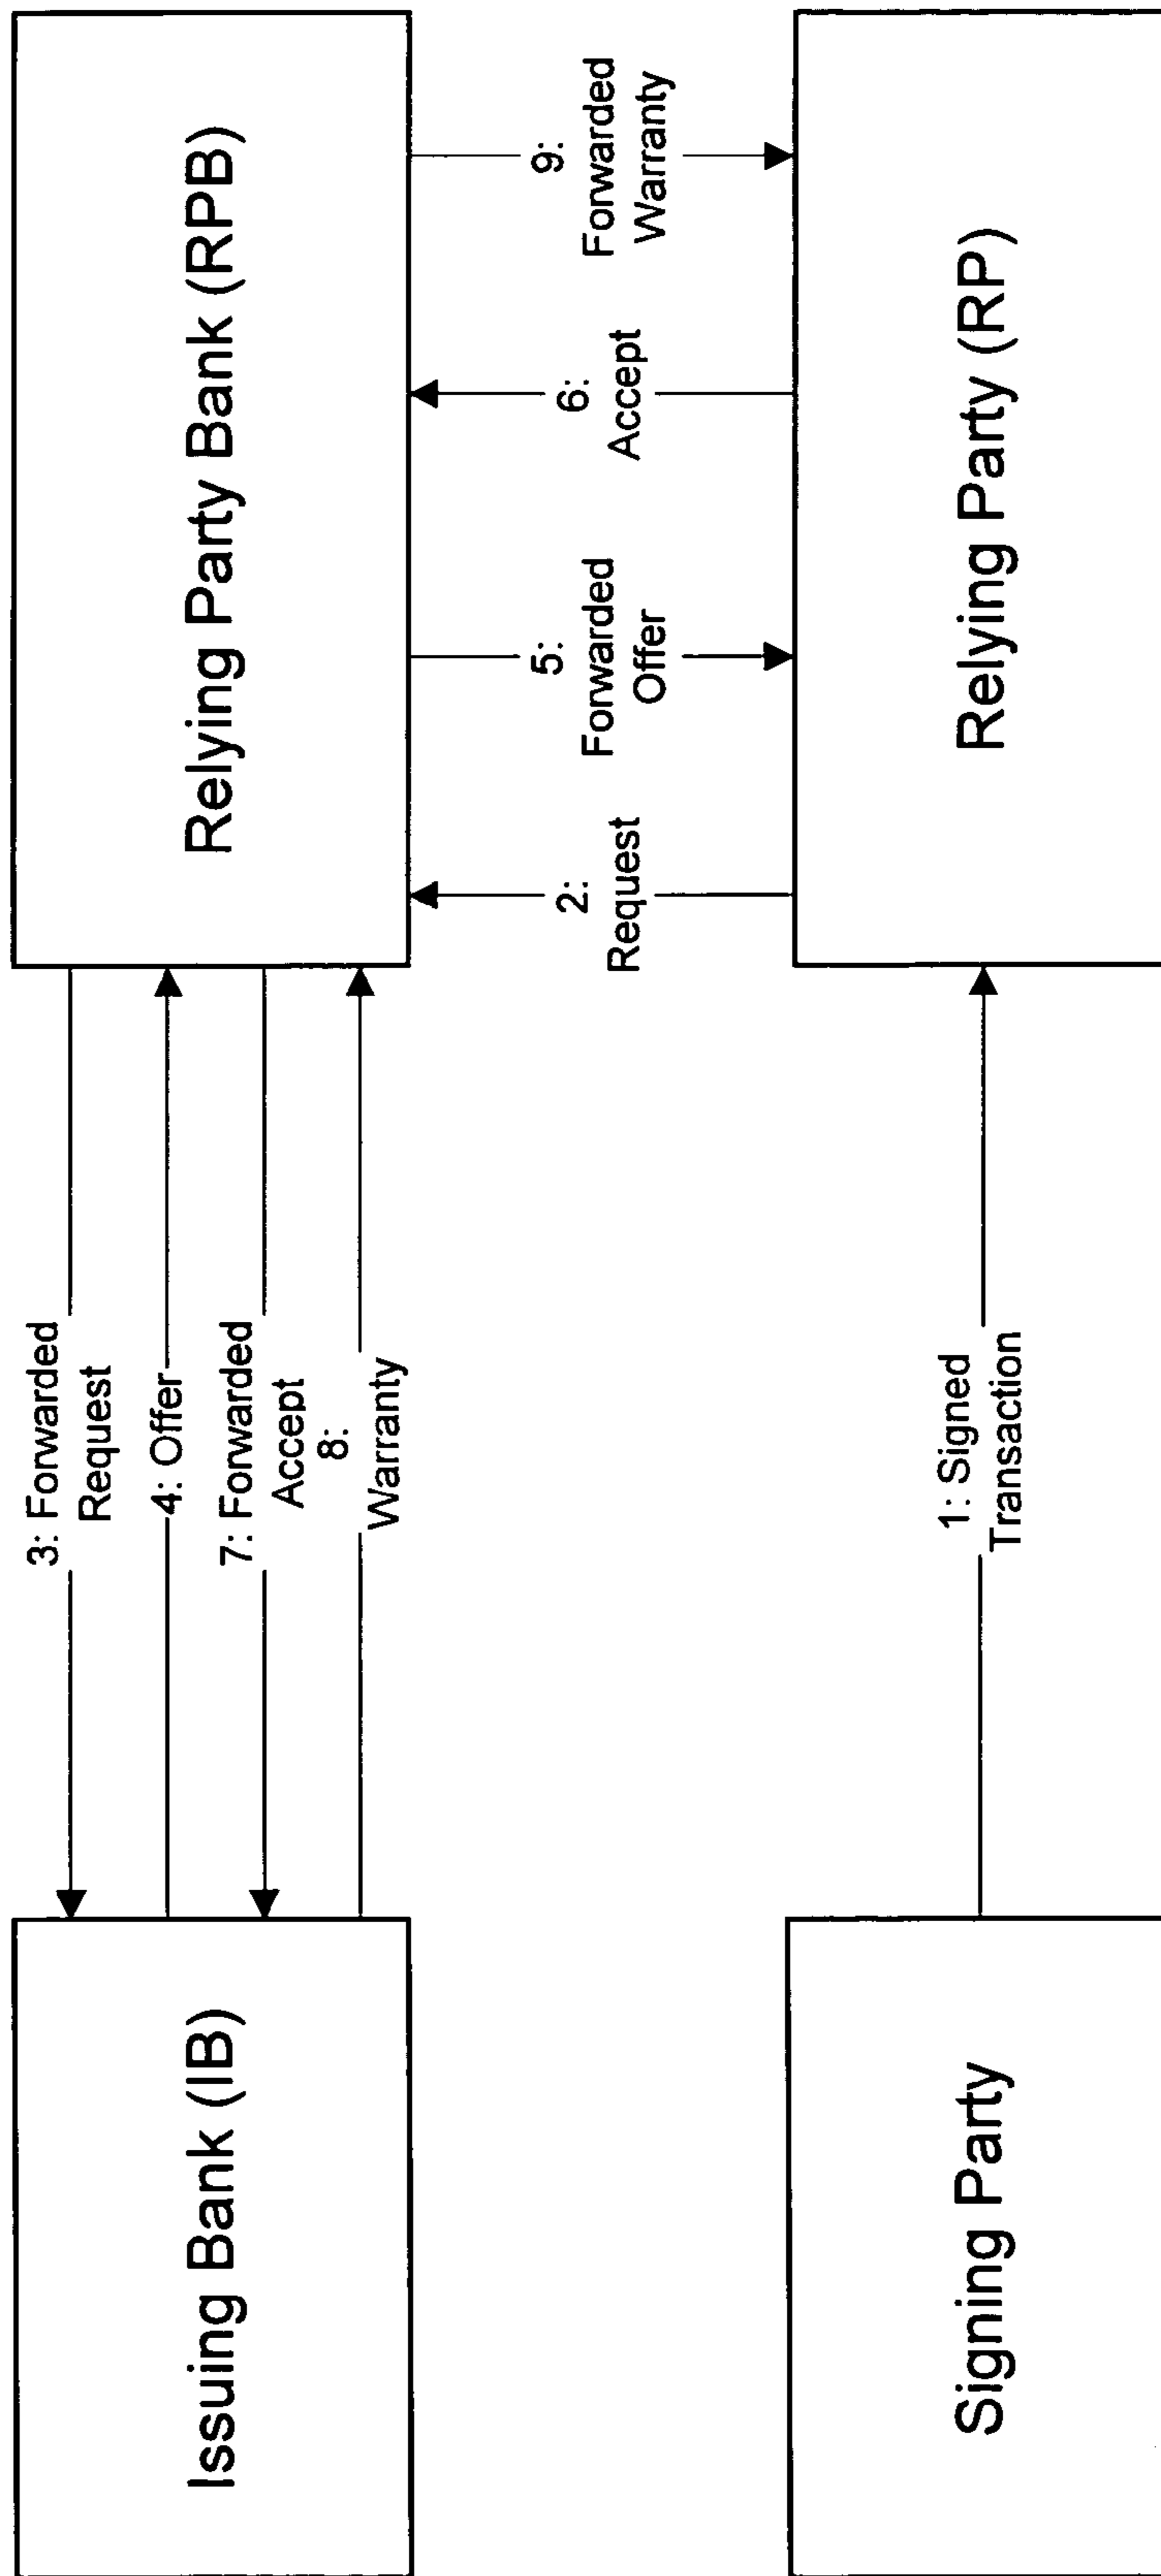 Issuing Bank (IB)
3: Forwarded
Request
4: Offer
7: Forwarded
Accept
8:
Warranty
Relying Party Bank (RPB)
2:
Request
5:
Forwarded
Offer
6:
Accept
9:
Forwarded
Warranty
Signing Party
1: Signed
Transaction
Relying Party (RP)